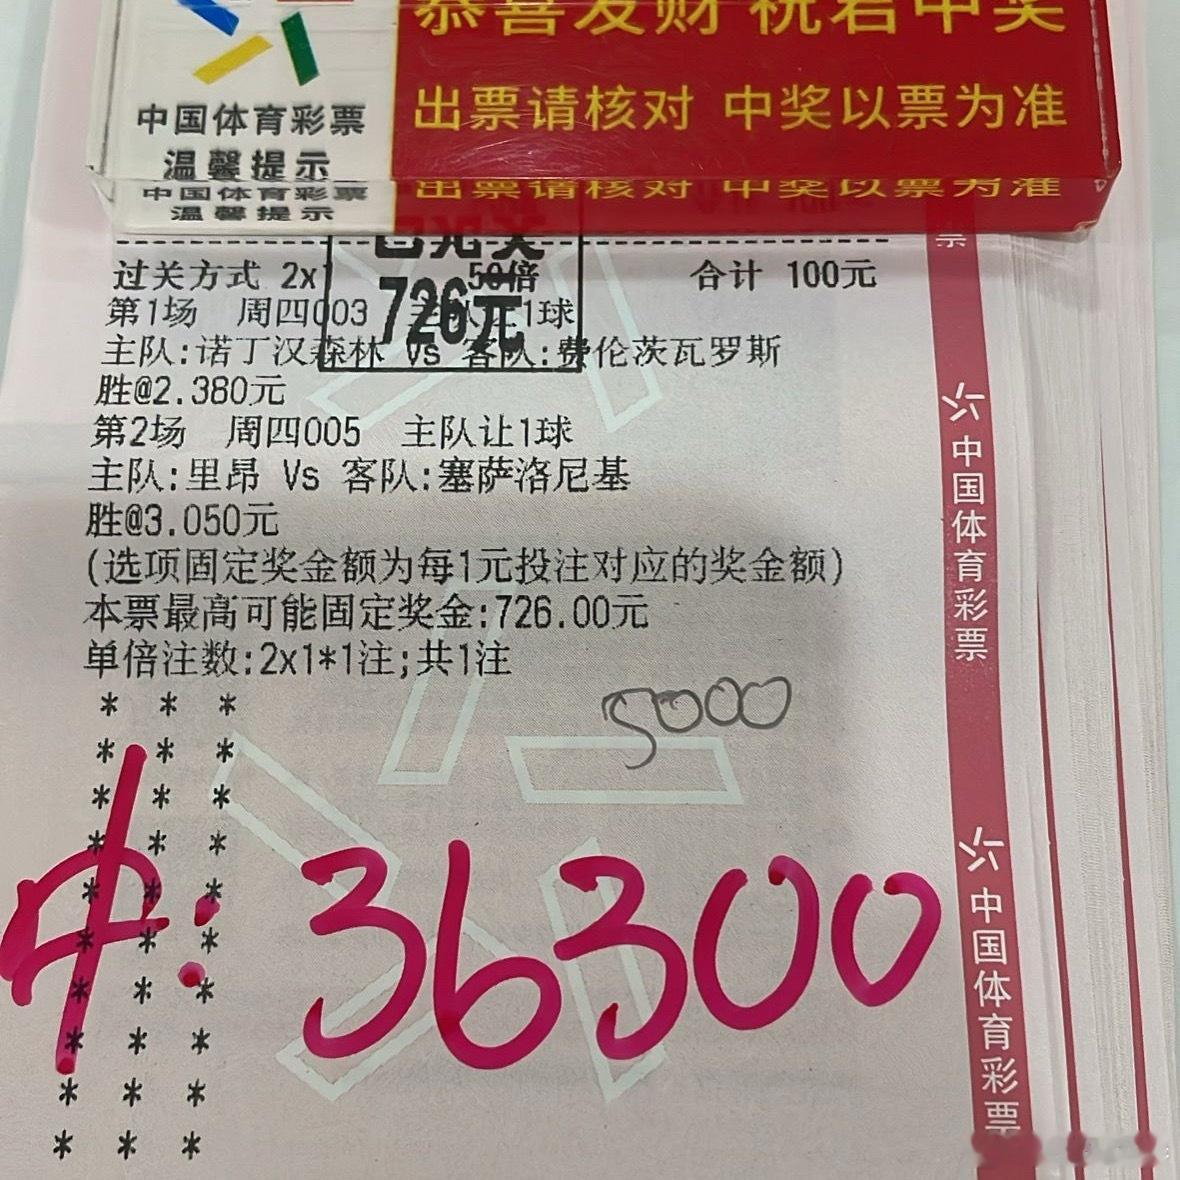 恭喜发财 祝君中奖
中国体育彩票
温馨提示
出票请核对 中奖以票为准
中国体育彩票
温馨提示
出票请核对 中奖以票为准
已兑奖
726元
过关方式 2x1 50倍 合计 100元
第1场 周四003 主队让1球
主队:诺丁汉森林 Vs 客队:费伦茨瓦罗斯
胜@2.380元
第2场 周四005 主队让1球
主队:里昂 Vs 客队:塞萨洛尼基
胜@3.050元
(选项固定奖金额为每1元投注对应的奖金额)
本票最高可能固定奖金:726.00元
单倍注数:2x1*1注;共1注
5000
* * *
* * *
* * *
* * *
* * *
* * *
* * *
* * *
* * *
* * *
中:36300
票
中国体育彩票
中国体育彩票